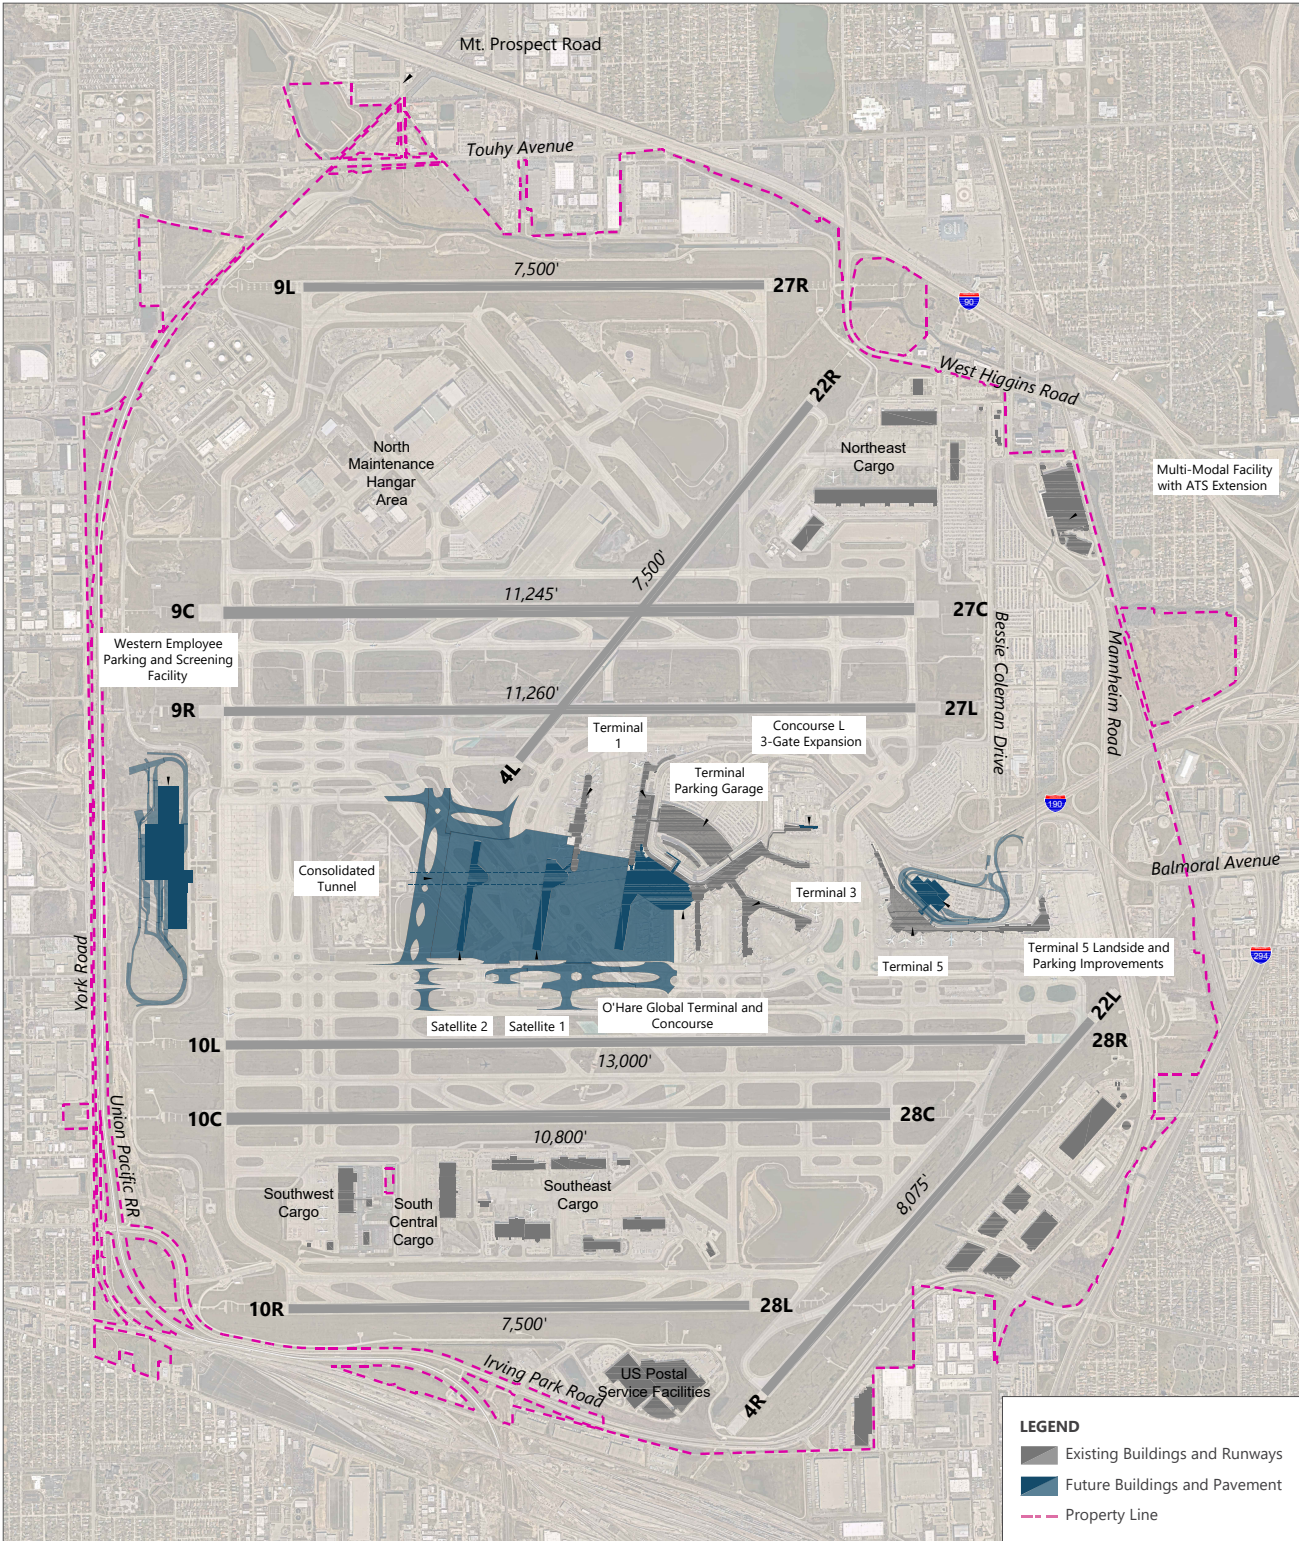 Mt. Prospect Road
Touhy Avenue
7,500'
9L
27R
90
West Higgins Road
22R
North
Maintenance
Hangar
Area
Northeast
Cargo
Multi-Modal Facility
with ATS Extension
7,500'
11,245'
9C
27C
Bessie Coleman Drive
Mannheim Road
Western Employee
Parking and Screening
Facility
11,260'
9R
27L
Terminal
1
Concourse L
3-Gate Expansion
4L
Terminal
Parking Garage
190
Balmoral Avenue
Consolidated
Tunnel
Terminal 3
York Road
Terminal 5
Terminal 5 Landside and
Parking Improvements
294
O'Hare Global Terminal and
Concourse
Satellite 2
Satellite 1
22L
10L
28R
13,000'
10C
28C
10,800'
Union Pacific RR
Southwest
Cargo
South
Central
Cargo
Southeast
Cargo
8,075'
10R
28L
7,500'
Irving Park Road
US Postal
Service Facilities
4R
LEGEND
Existing Buildings and Runways
Future Buildings and Pavement
Property Line